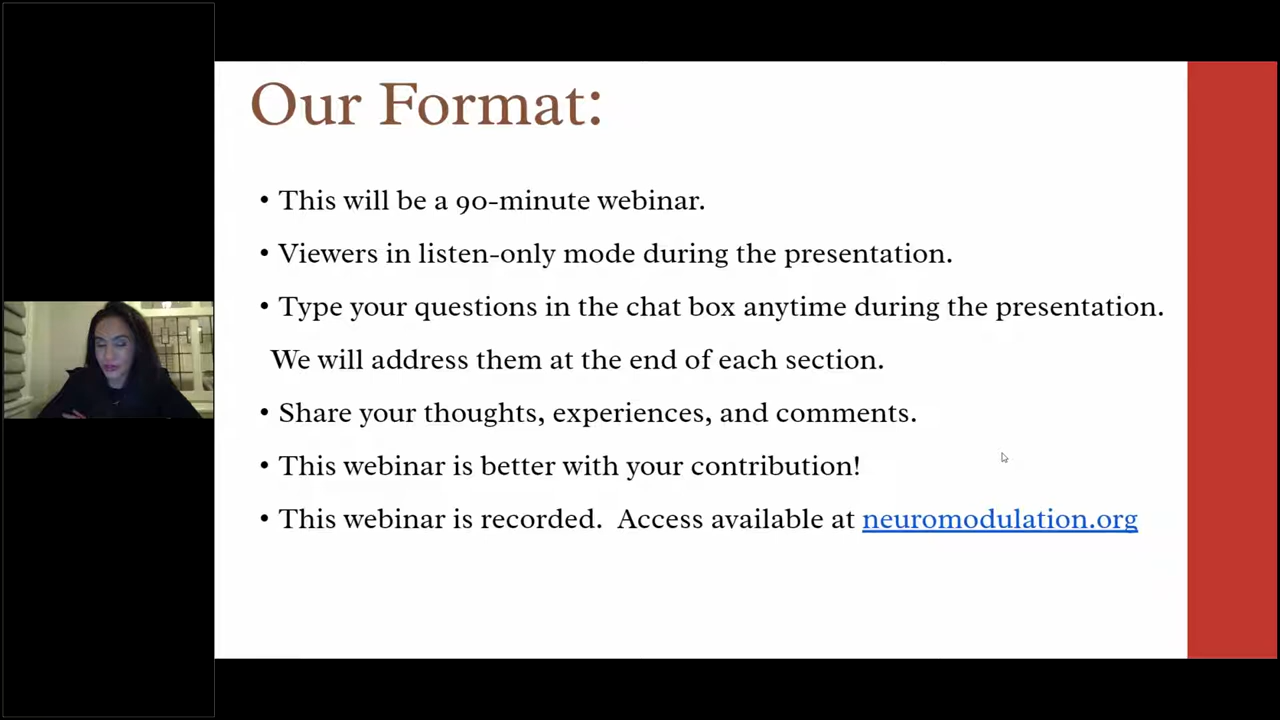 Our Format:
• This will be a 90-minute webinar.
• Viewers in listen-only mode during the presentation.
• Type your questions in the chat box anytime during the presentation.
We will address them at the end of each section.
• Share your thoughts, experiences, and comments.
• This webinar is better with your contribution!
• This webinar is recorded.  Access available at neuromodulation.org